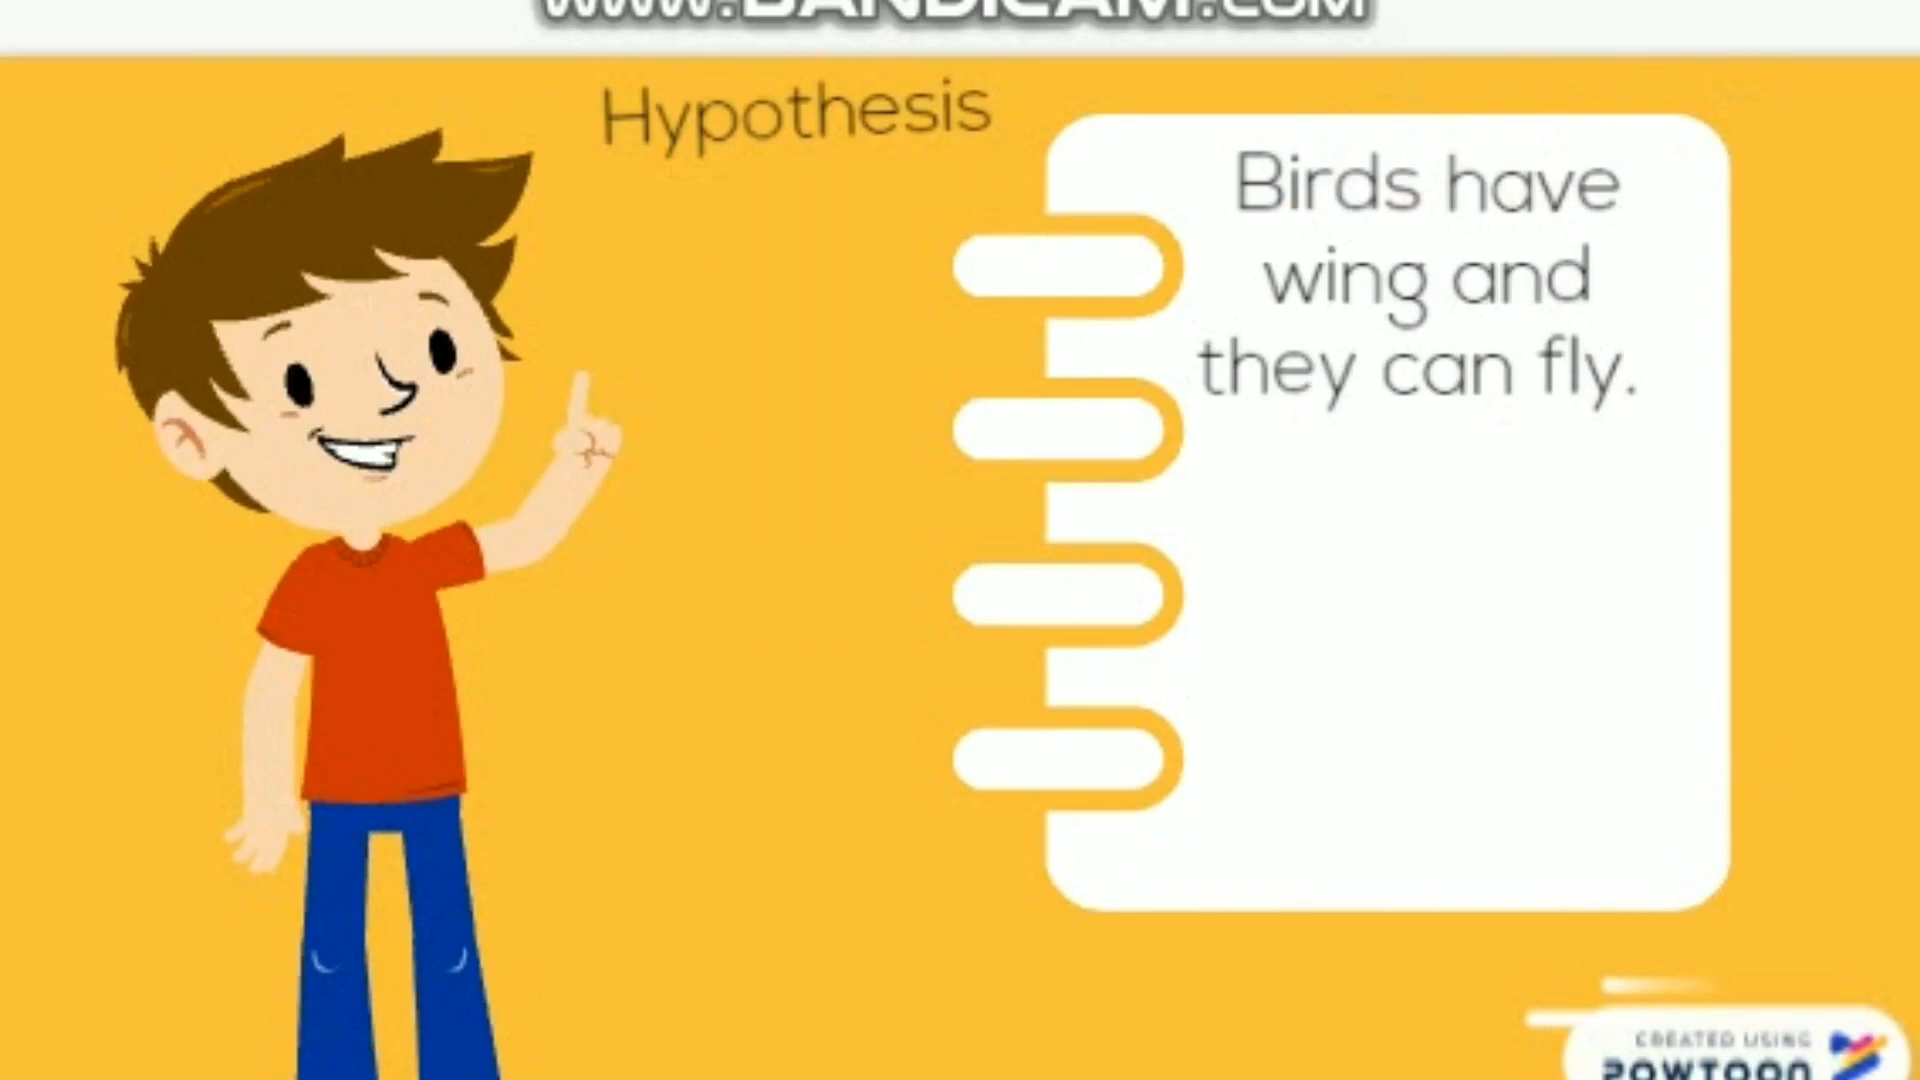 www.BANDICAM.COM
Hypothesis
Birds have
wing and
they can fly.
CREATED USING
POWTOON